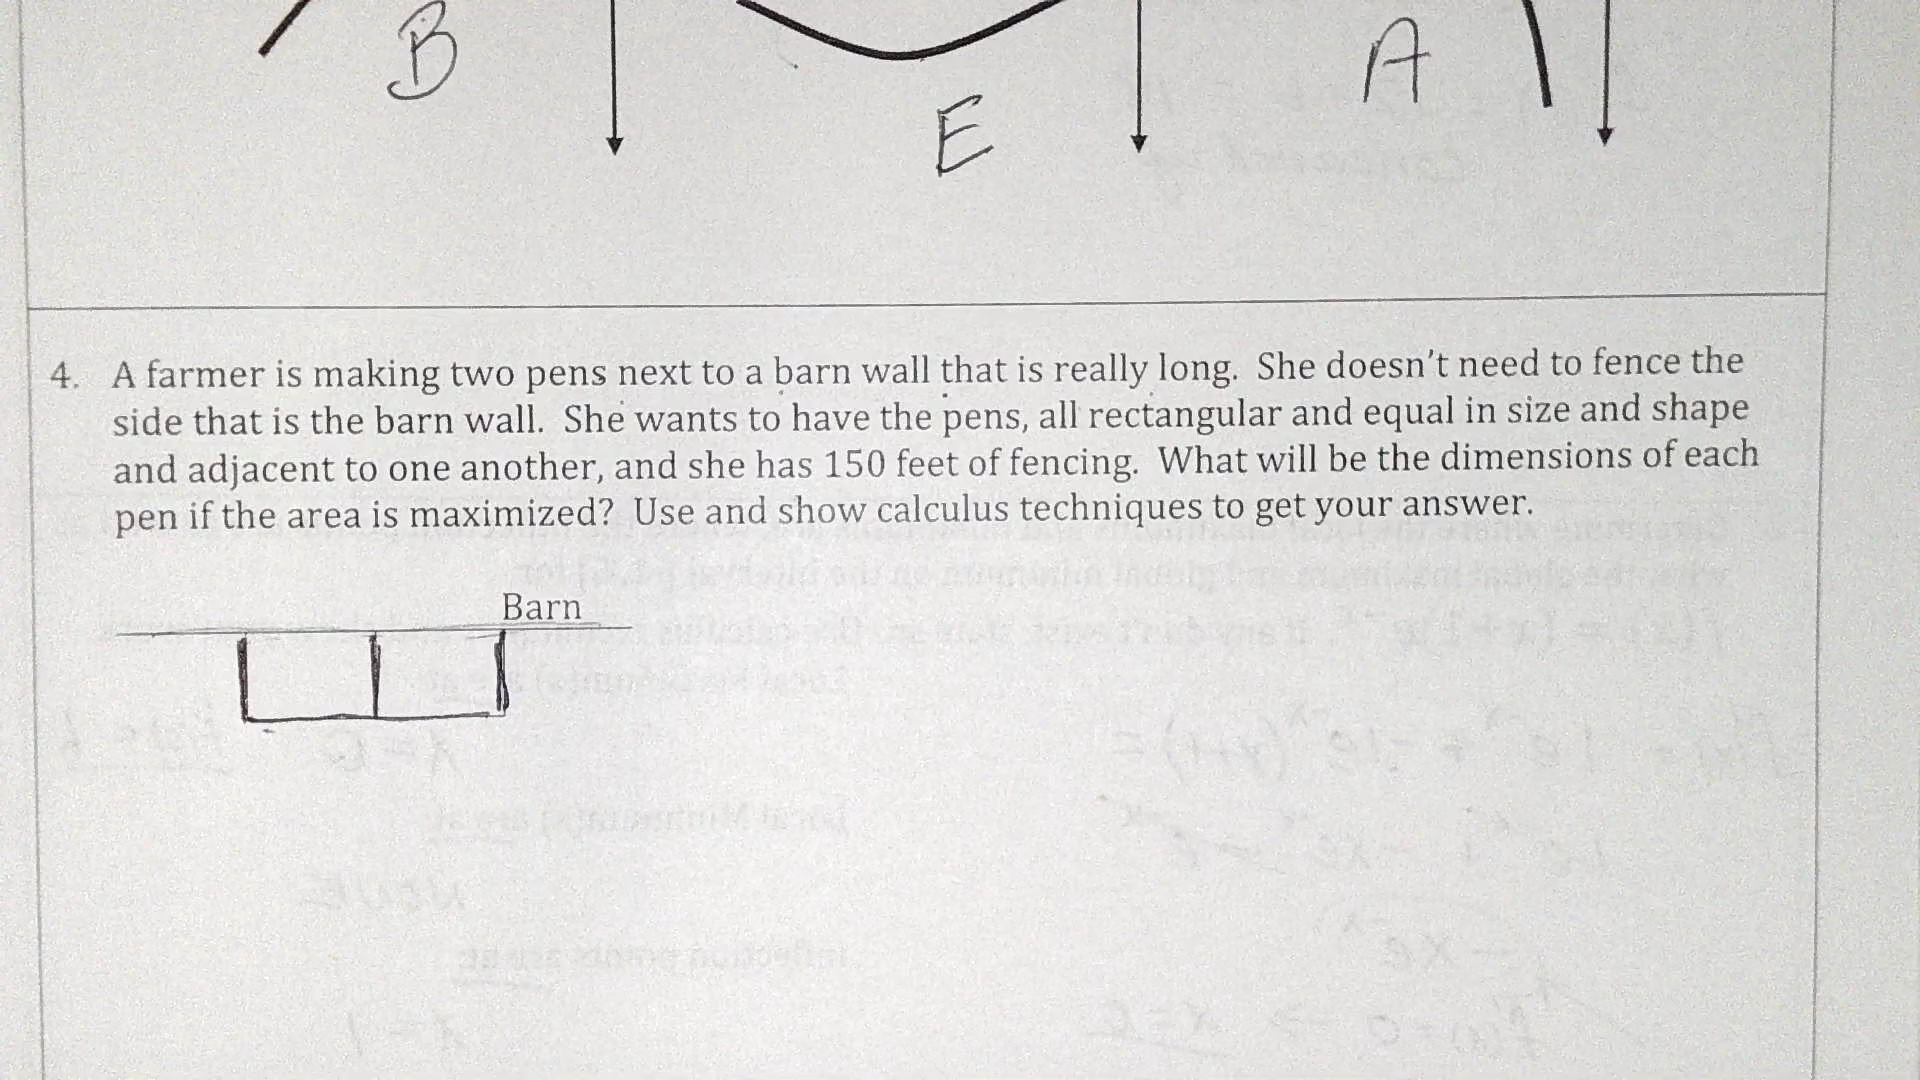 B
A
E
4. A farmer is making two pens next to a barn wall that is really long. She doesn't need to fence the
side that is the barn wall. She wants to have the pens, all rectangular and equal in size and shape
and adjacent to one another, and she has 150 feet of fencing. What will be the dimensions of each
pen if the area is maximized? Use and show calculus techniques to get your answer.
Barn